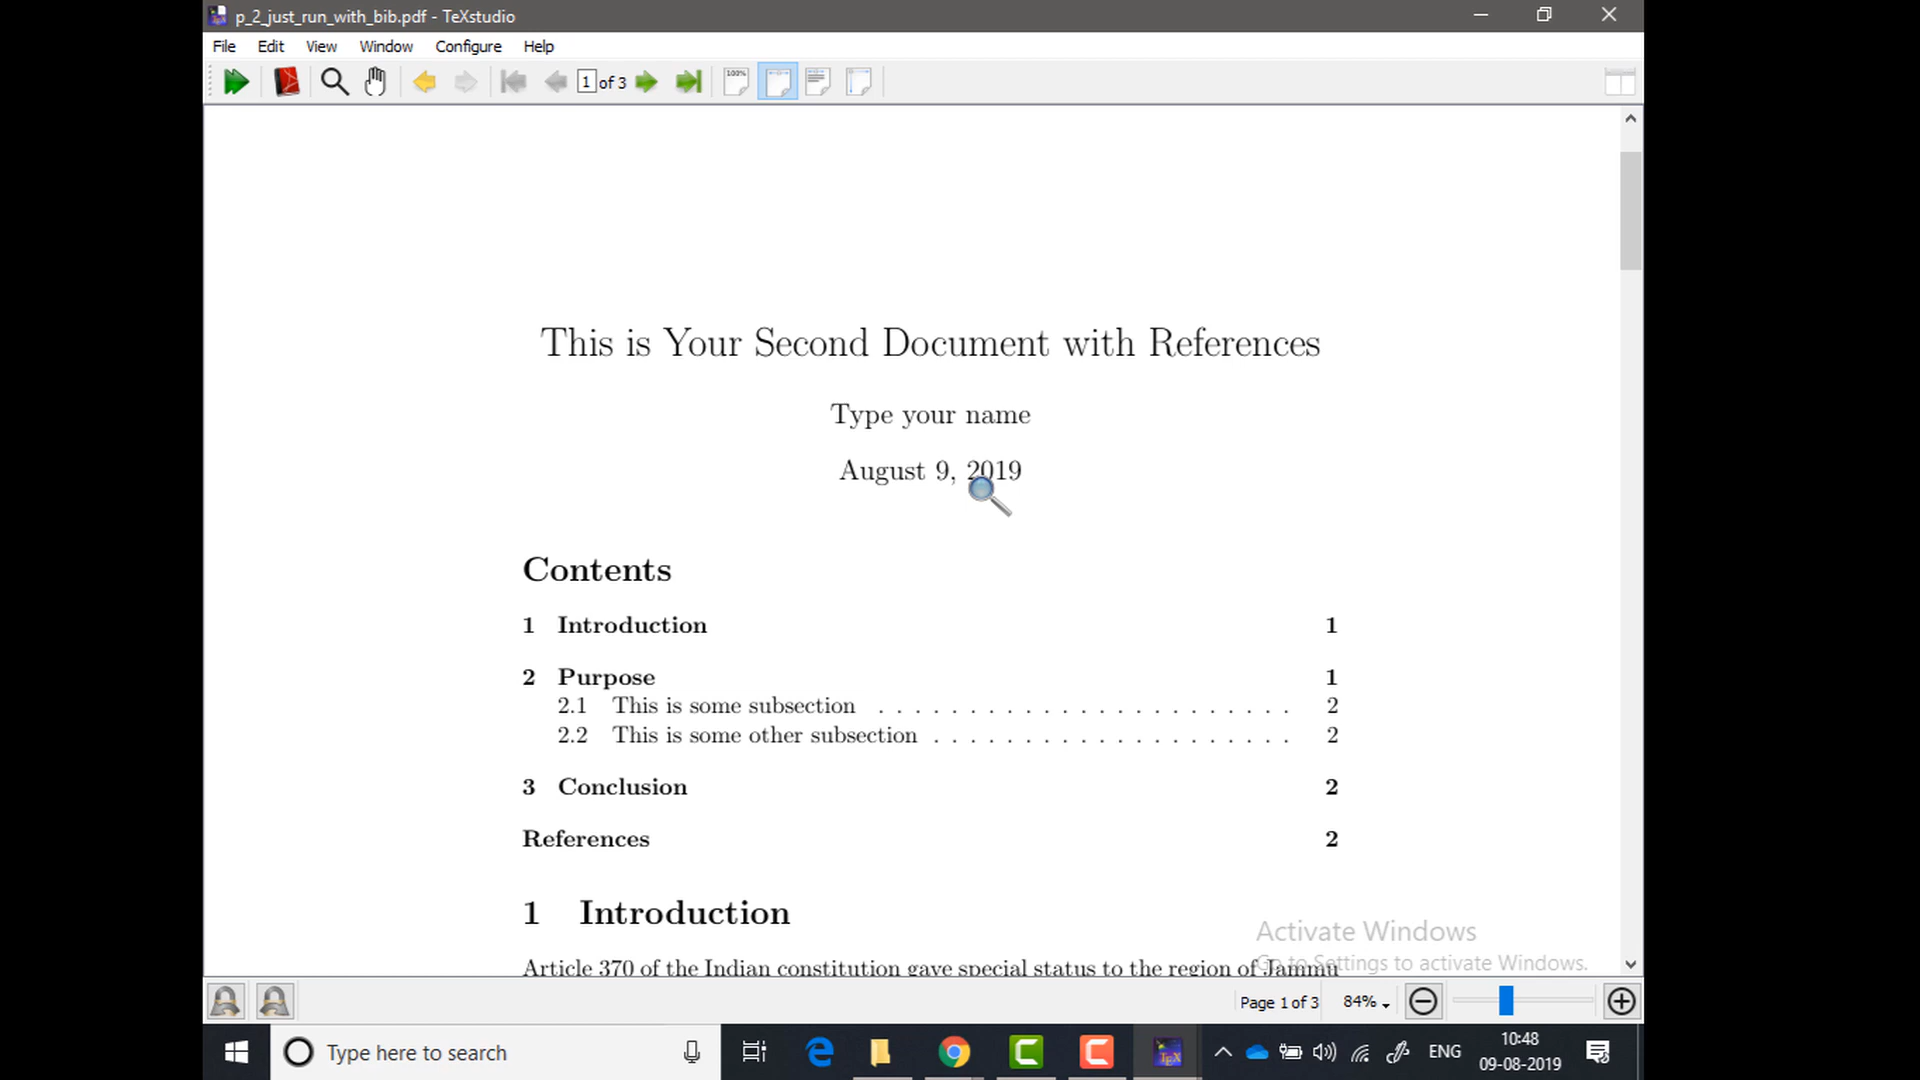 p_2_just_run_with_bib.pdf - TeXstudio
File Edit View Window Configure Help
1 of 3
100%
This is Your Second Document with References
Type your name
August 9, 2019
Contents
1 Introduction 1
2 Purpose 1
2.1 This is some subsection . . . . . . . . . . . . . . . . . . . . . . . 2
2.2 This is some other subsection . . . . . . . . . . . . . . . . . . . . 2
3 Conclusion 2
References 2
1 Introduction
Article 370 of the Indian constitution gave special status to the region of Jammu
Activate Windows
Go to Settings to activate Windows.
Page 1 of 3 84%
Type here to search
ENG
10:48
09-08-2019